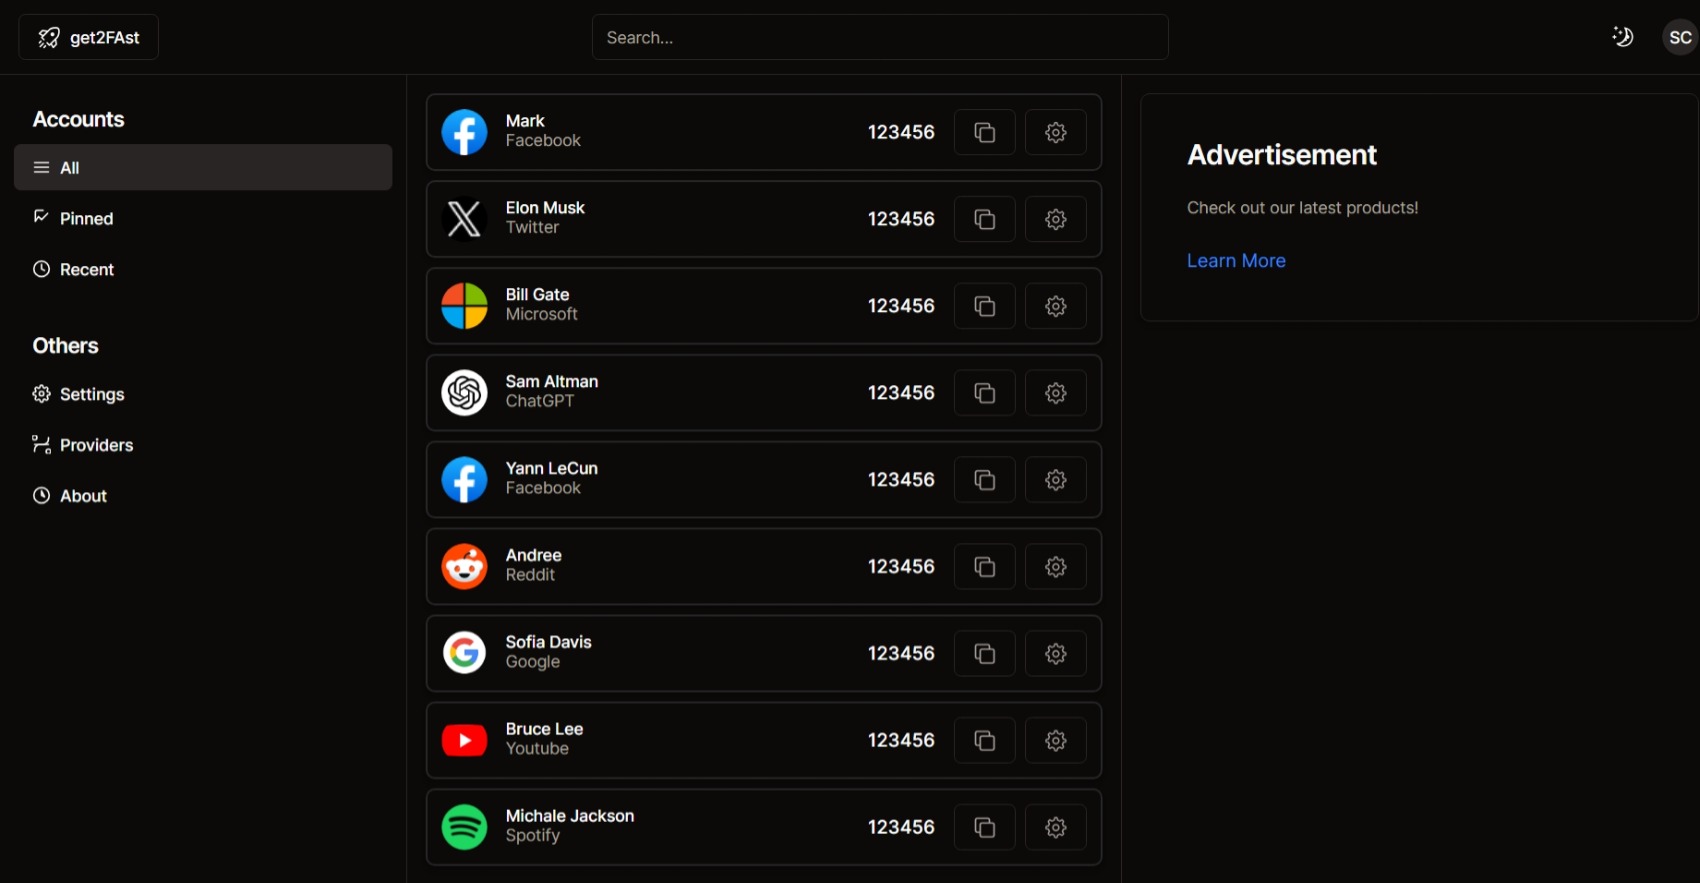 get2FAst
Search...
SC
Accounts
All
Pinned
Recent
Others
Settings
Providers
About
Mark
Facebook
123456
Elon Musk
Twitter
123456
Bill Gate
Microsoft
123456
Sam Altman
ChatGPT
123456
Yann LeCun
Facebook
123456
Andree
Reddit
123456
Sofia Davis
Google
123456
Bruce Lee
Youtube
123456
Michale Jackson
Spotify
123456
Advertisement
Check out our latest products!
Learn More